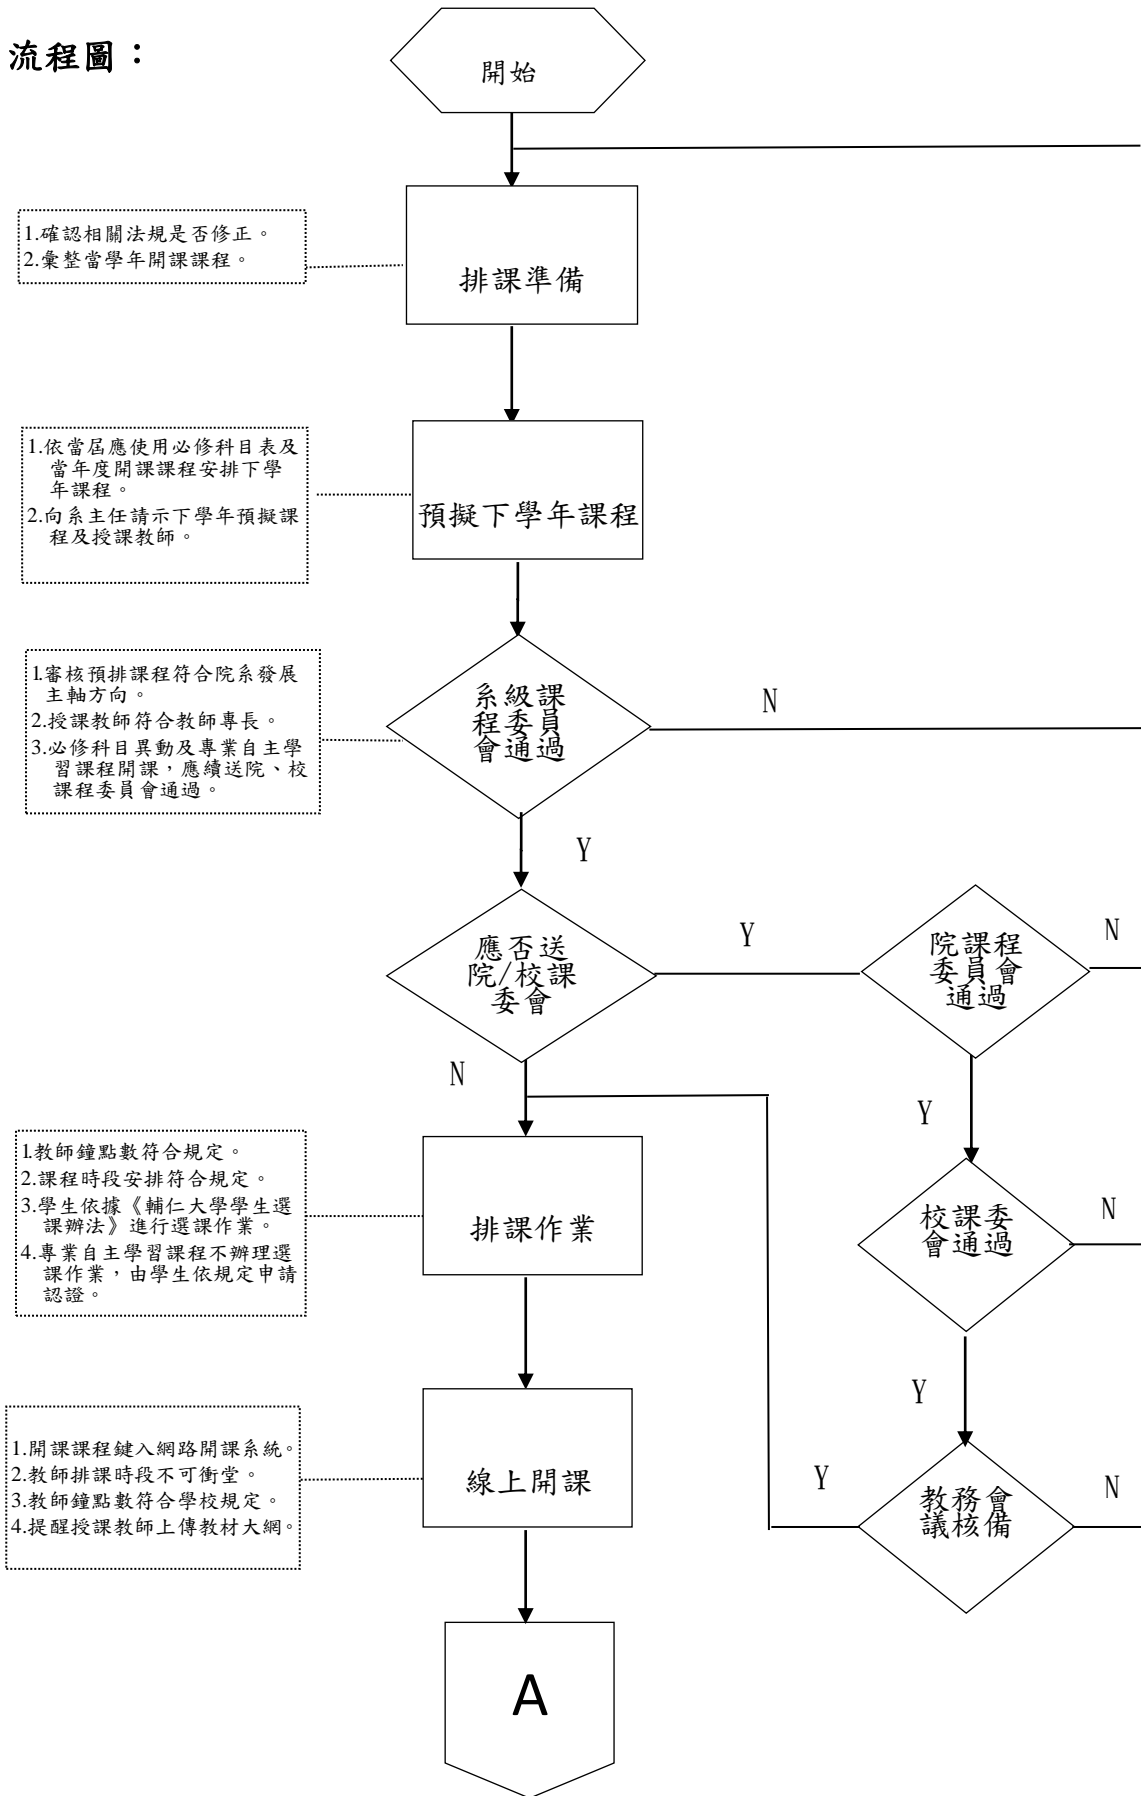 流程圖：
開始
1.確認相關法規是否修正。
2.彙整當學年開課課程。
排課準備
1.依當屆應使用必修科目表及
當年度開課課程安排下學
年課程。
2.向系主任請示下學年預擬課
程及授課教師。
預擬下學年課程
1.審核預排課程符合院系發展
主軸方向。
2.授課教師符合教師專長。
3.必修科目異動及專業自主學
習課程開課，應續送院、校
課程委員會通過。
系級課
程委員
會通過
N
Y
應否送
院/校課
委會
Y
院課程
委員會
通過
N
N
Y
1.教師鐘點數符合規定。
2.課程時段安排符合規定。
3.學生依據《輔仁大學學生選
課辦法》進行選課作業。
4.專業自主學習課程不辦理選
課作業，由學生依規定申請
認證。
排課作業
校課委
會通過
N
Y
1.開課課程鍵入網路開課系統。
2.教師排課時段不可衝堂。
3.教師鐘點數符合學校規定。
4.提醒授課教師上傳教材大網。
線上開課
Y
教務會
議核備
N
A